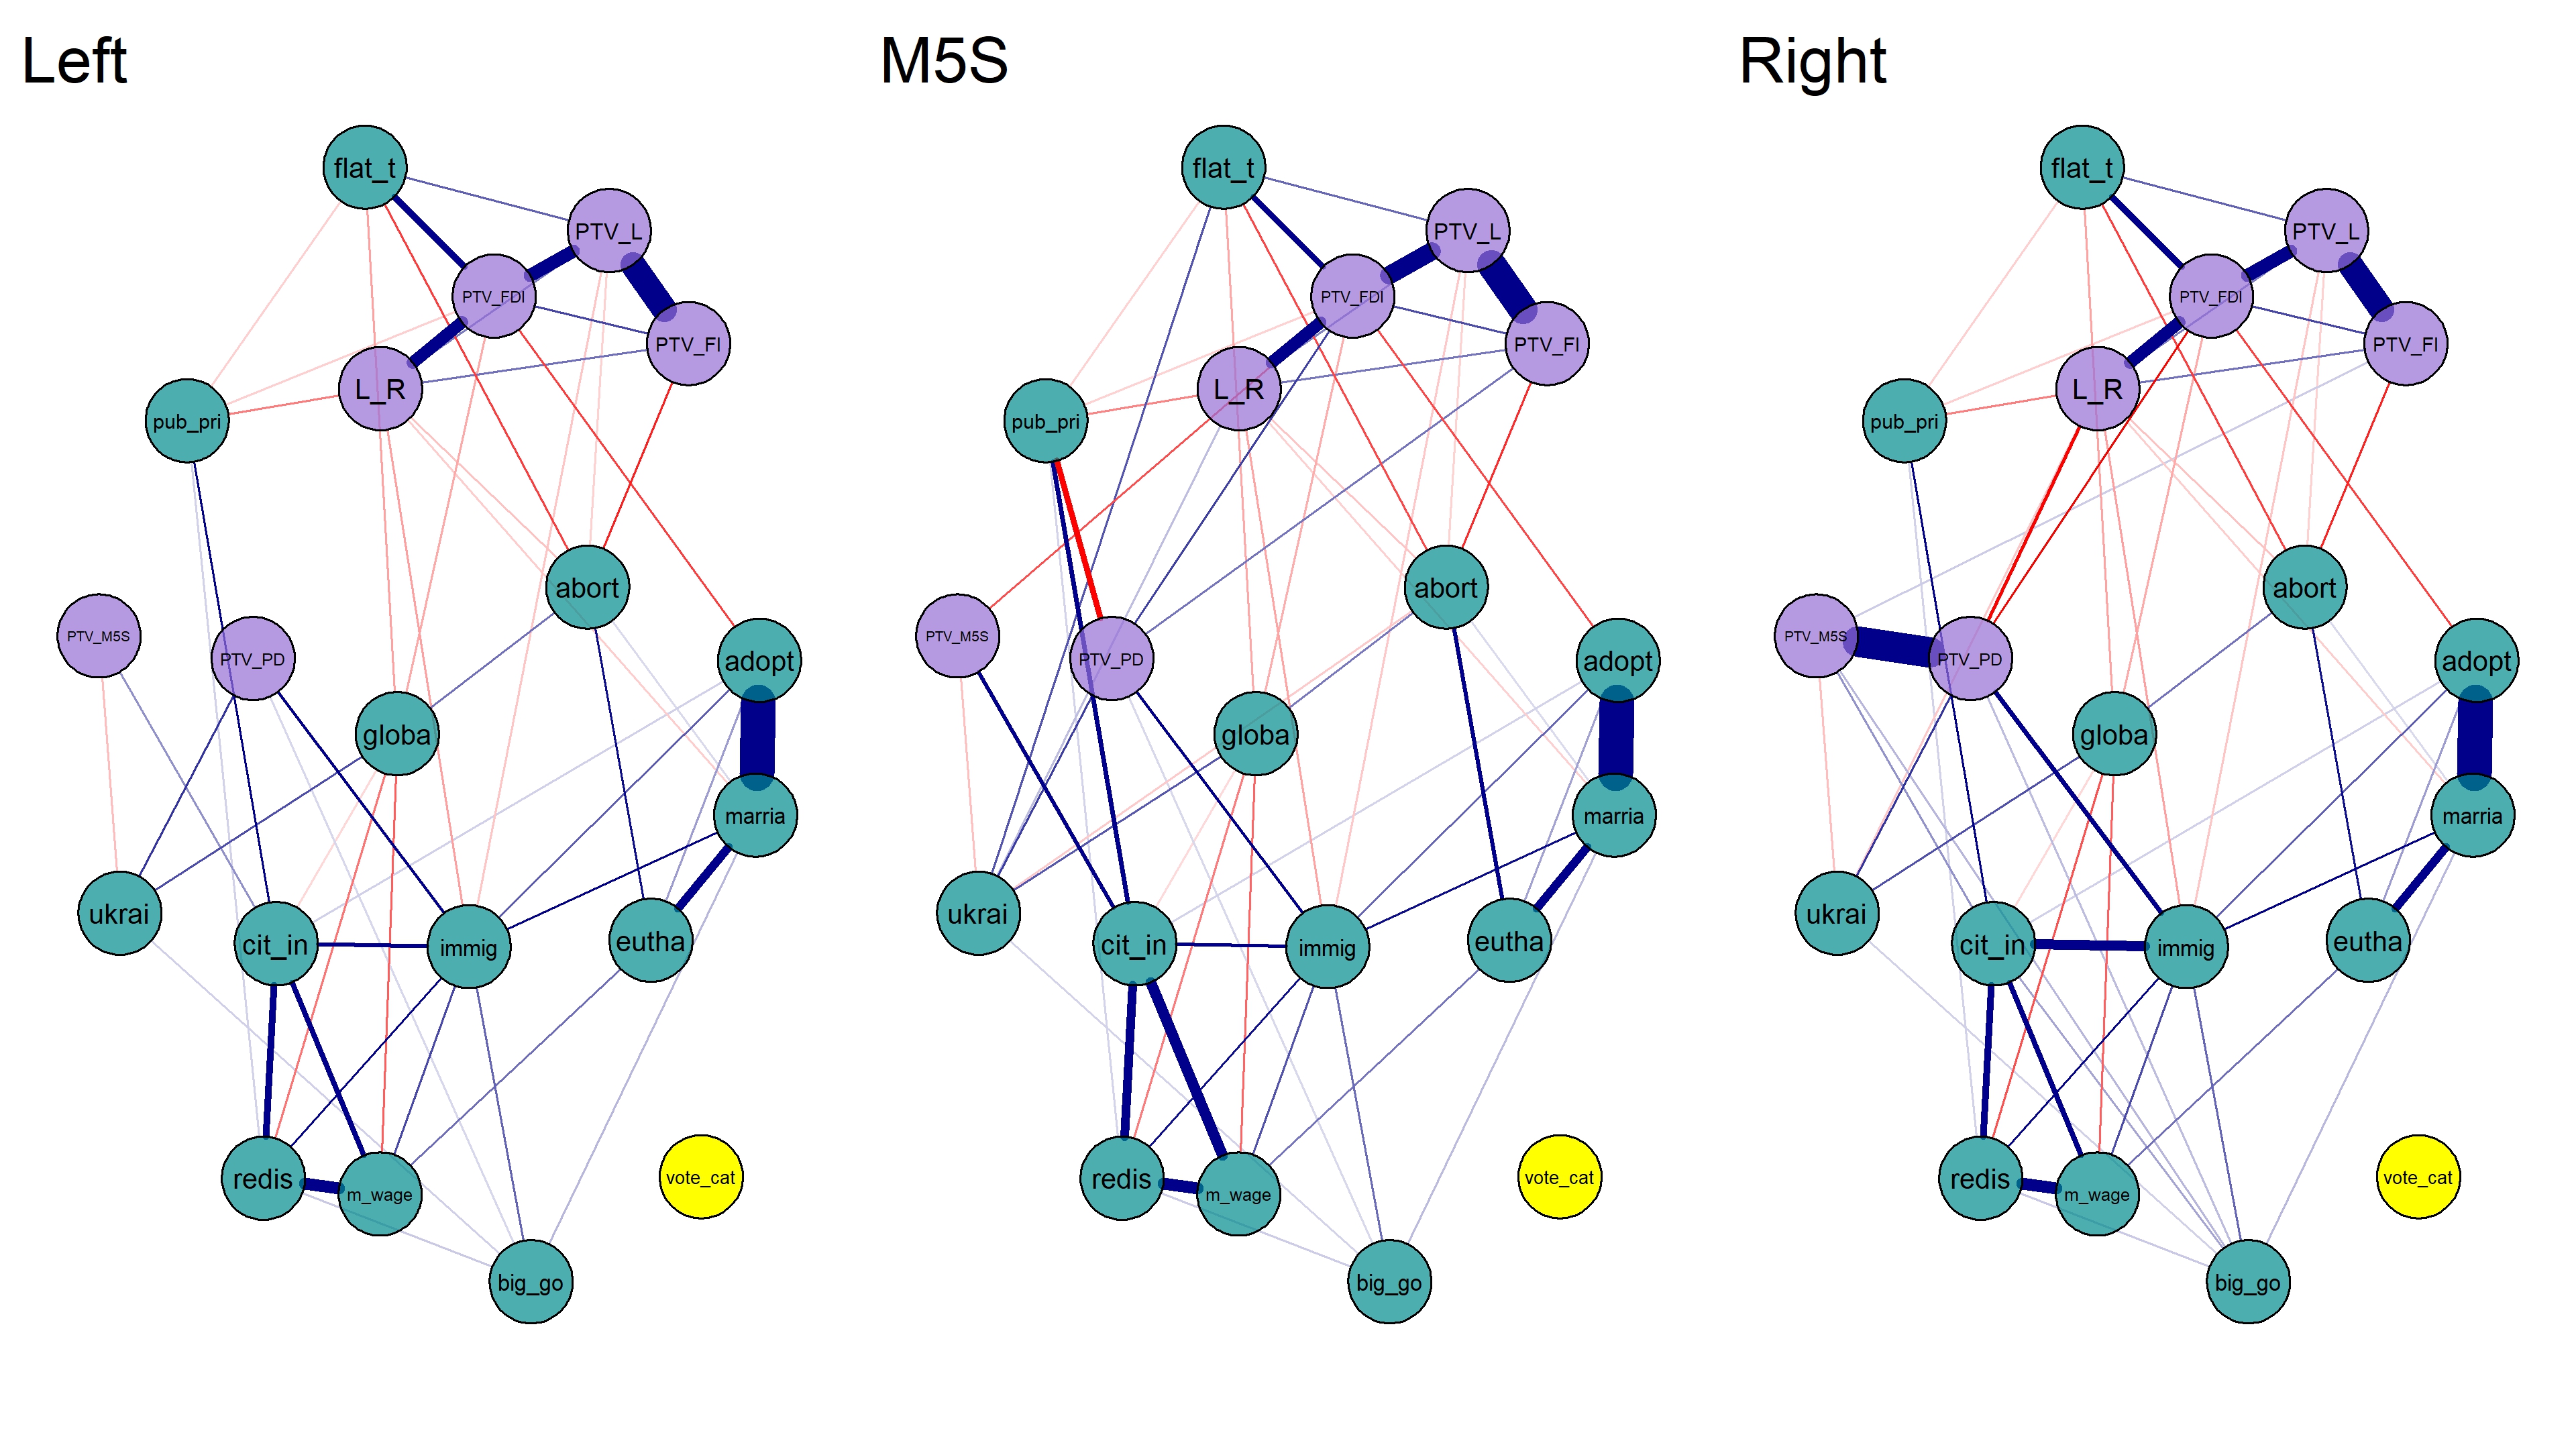 Left
flat_t
PTV_L
PTV_FDI
PTV_FI
L_R
pub_pri
abort
PTV_M5S
PTV_PD
adopt
globa
marria
ukrai
cit_in
immig
eutha
redis
m_wage
vote_cat
big_go
M5S
flat_t
PTV_L
PTV_FDI
PTV_FI
L_R
pub_pri
abort
PTV_M5S
PTV_PD
adopt
globa
marria
ukrai
cit_in
immig
eutha
redis
m_wage
vote_cat
big_go
Right
flat_t
PTV_L
PTV_FDI
PTV_FI
L_R
pub_pri
abort
PTV_M5S
PTV_PD
adopt
globa
marria
ukrai
cit_in
immig
eutha
redis
m_wage
vote_cat
big_go